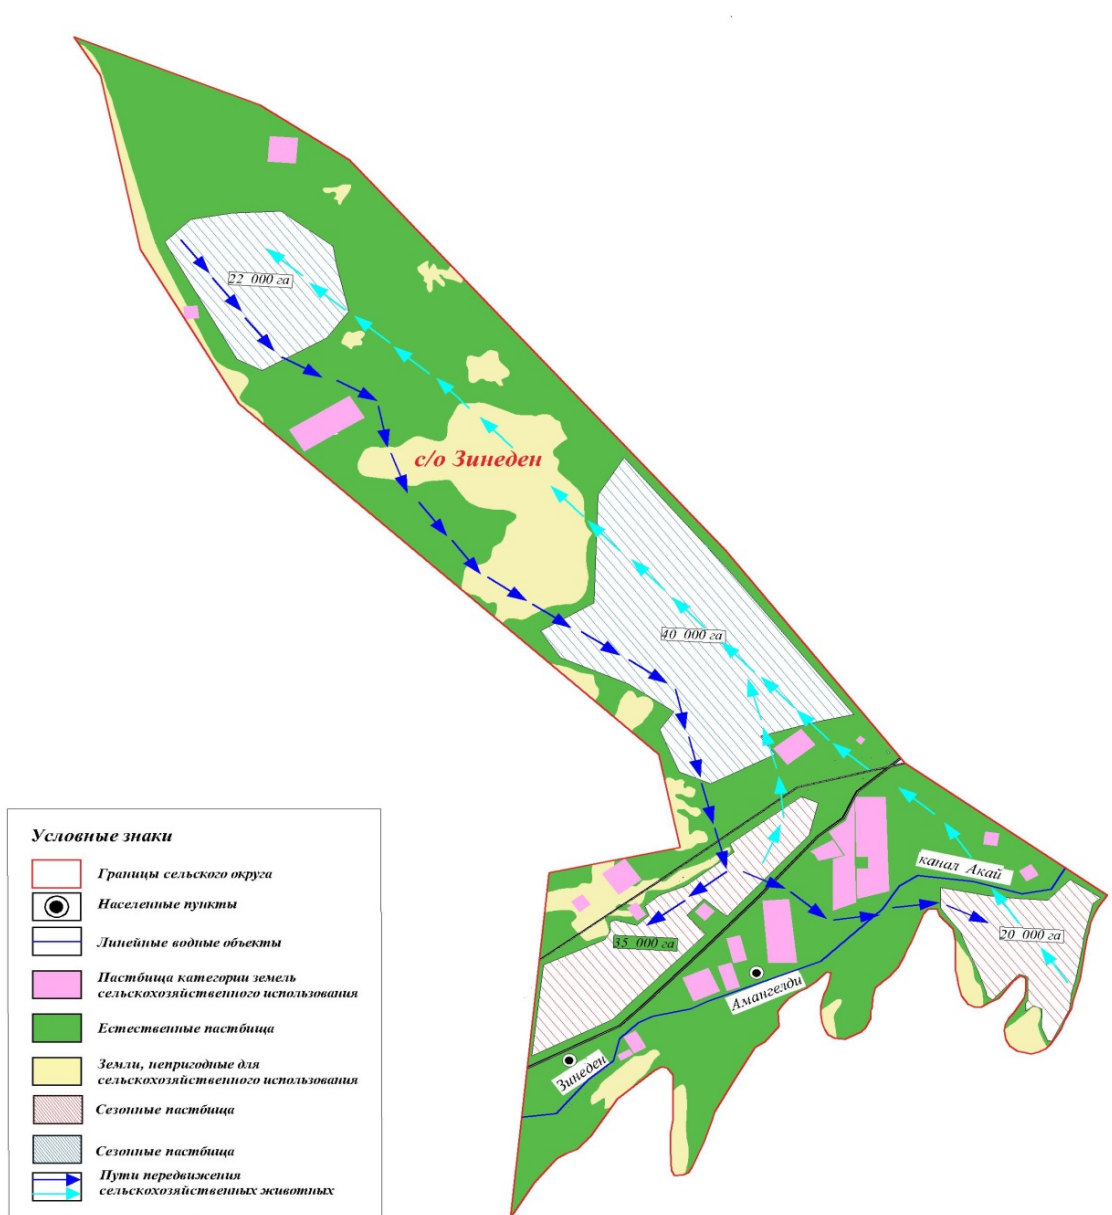 22 000 га
с/о Зинеден
40 000 га
канал Акай
20 000 га
35 000 га
Амангелди
Зинеден
Условные знаки
Границы сельского округа
Населенные пункты
Линейные водные объекты
Пастбища категории земель
сельскохозяйственного использования
Естественные пастбища
Земли, непригодные для
сельскохозяйственного использования
Сезонные пастбища
Сезонные пастбища
Пути передвижения
сельскохозяйственных животных